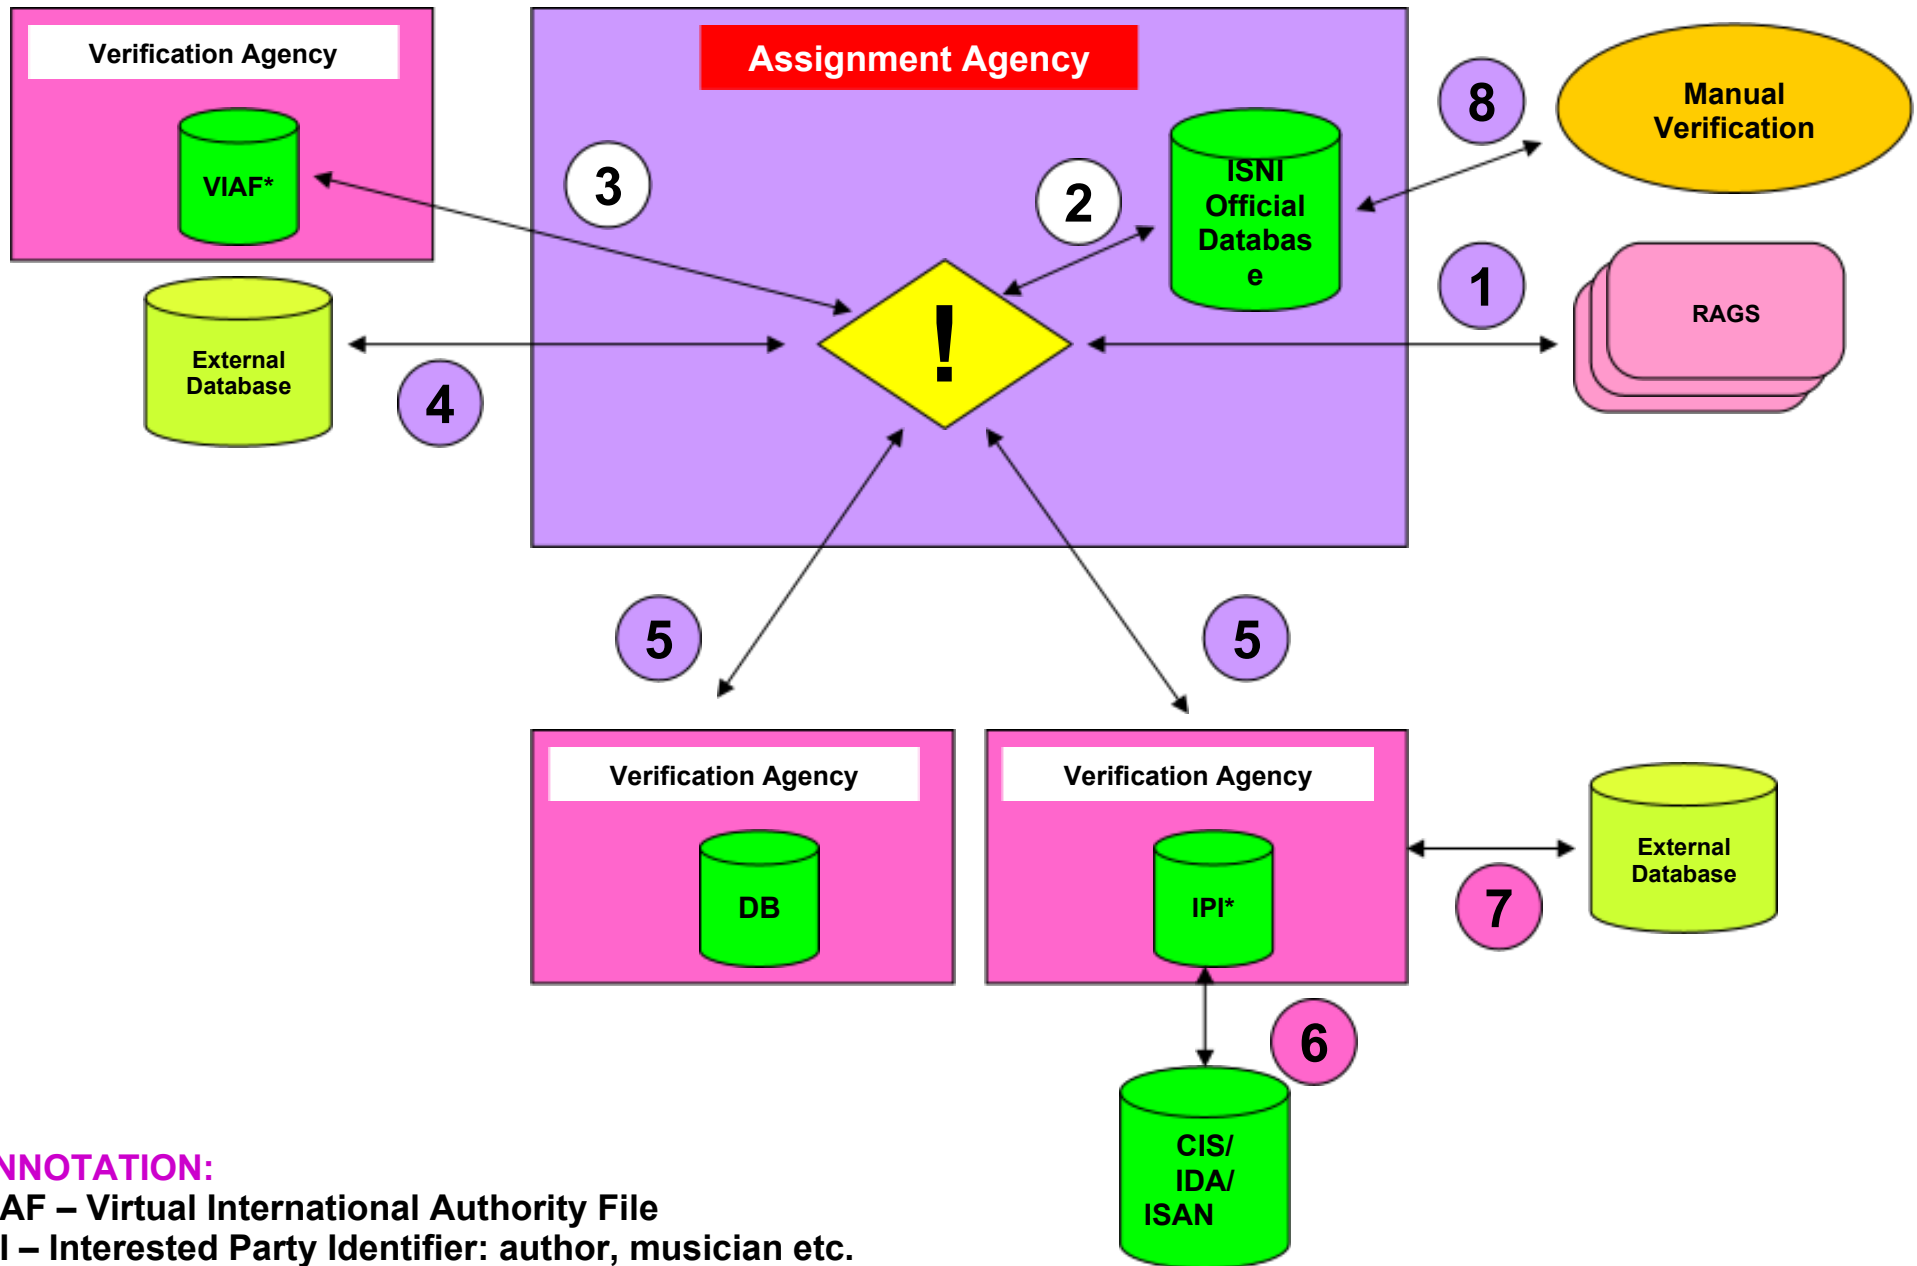 Verification Agency
Assignment Agency
8
Manual
Verification
VIAF*
3
2
ISNI
Official
Databas
e
1
RAGS
!
External
Database
4
5
5
Verification Agency
Verification Agency
DB
IPI*
External
Database
7
6
CIS/
IDA/
ISAN
NNOTATION:
AF – Virtual International Authority File
I – Interested Party Identifier: author, musician etc.